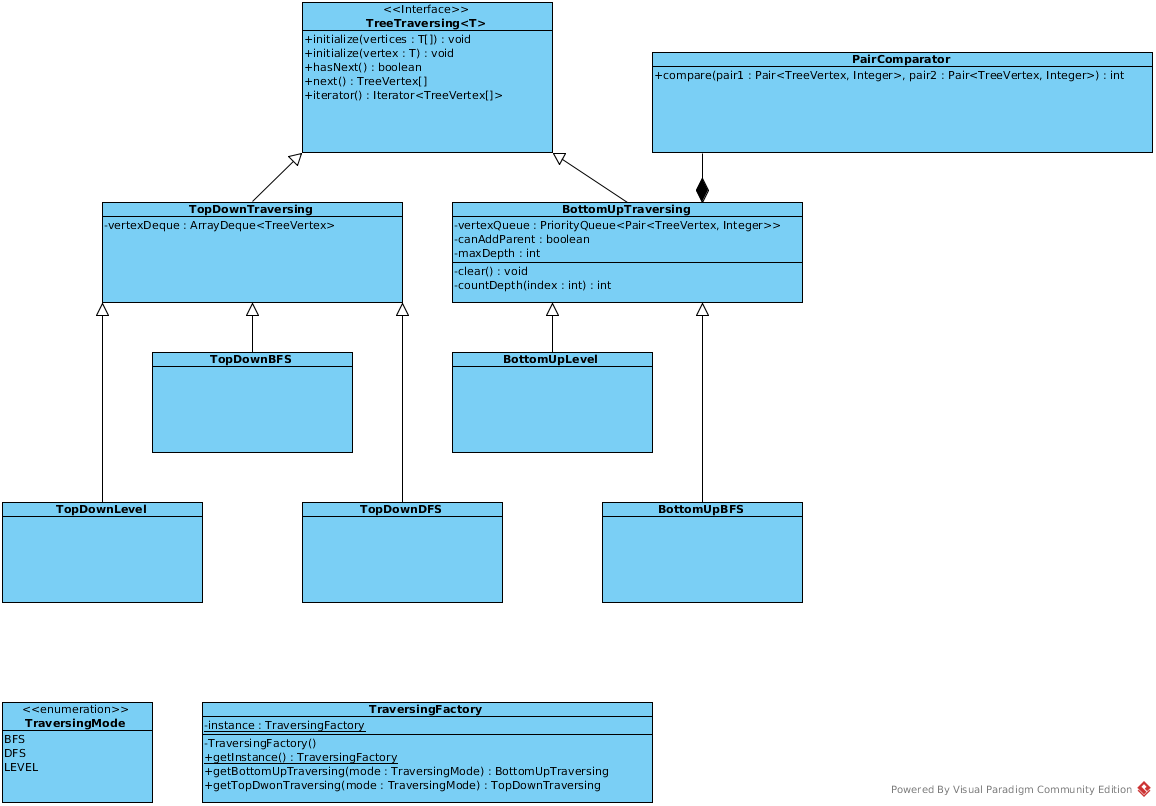 <<Interface>>
TreeTraversing<T>
+initialize(vertices : T[]) : void
+initialize(vertex : T) : void
+hasNext() : boolean
+next() : TreeVertex[]
+iterator() : Iterator<TreeVertex[]>
PairComparator
+compare(pair1 : Pair<TreeVertex, Integer>, pair2 : Pair<TreeVertex, Integer>) : int
TopDownTraversing
-vertexDeque : ArrayDeque<TreeVertex>
BottomUpTraversing
-vertexQueue : PriorityQueue<Pair<TreeVertex, Integer>>
-canAddParent : boolean
-maxDepth : int
-clear() : void
-countDepth(index : int) : int
TopDownBFS
BottomUpLevel
TopDownLevel
TopDownDFS
BottomUpBFS
<<enumeration>>
TraversingMode
BFS
DFS
LEVEL
TraversingFactory
-instance : TraversingFactory
-TraversingFactory()
+getInstance() : TraversingFactory
+getBottomUpTraversing(mode : TraversingMode) : BottomUpTraversing
+getTopDwonTraversing(mode : TraversingMode) : TopDownTraversing
Powered By Visual Paradigm Community Edition